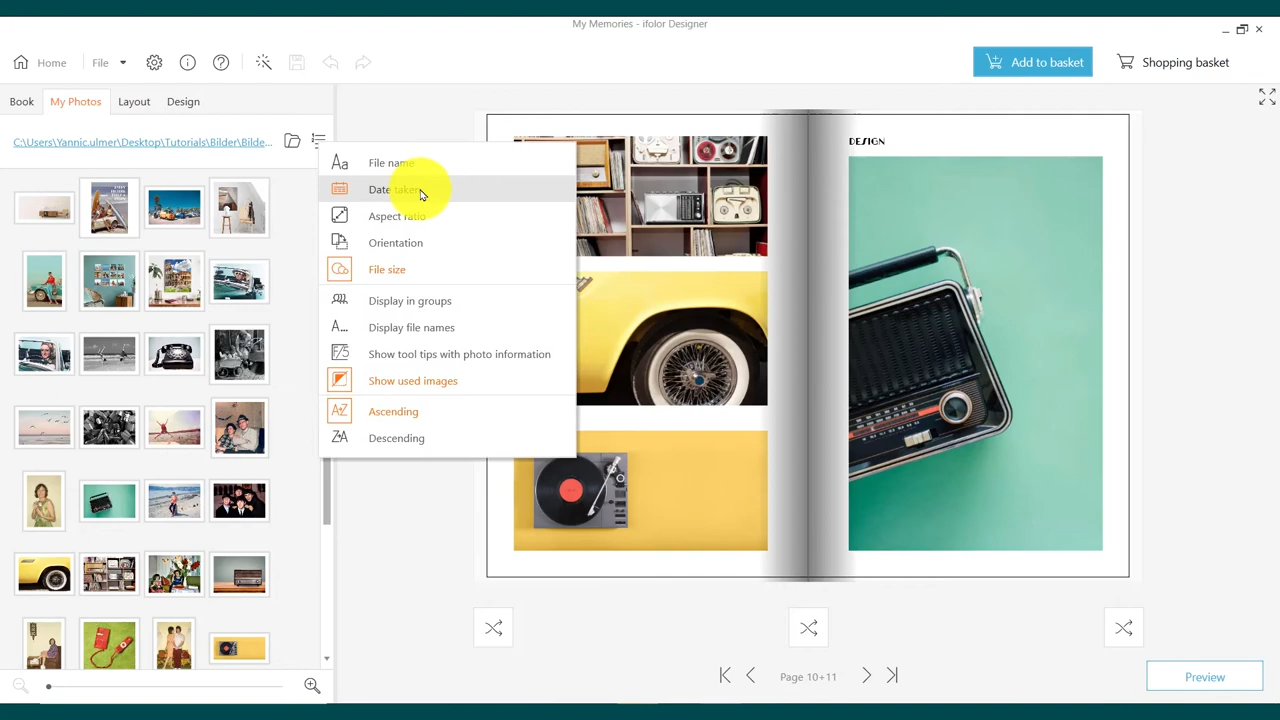 My Memories - ifolor Designer
Home
File
Add to basket
Shopping basket
Book
My Photos
Layout
Design
C:\Users\Yannic.ulmer\Desktop\Tutorials\Bilder\Bilde...
Aa File name
Date taken
Aspect ratio
Orientation
File size
Display in groups
A... Display file names
F/5 Show tool tips with photo information
Show used images
A+Z Ascending
Z+A Descending
DESIGN
Page 10+11
Preview